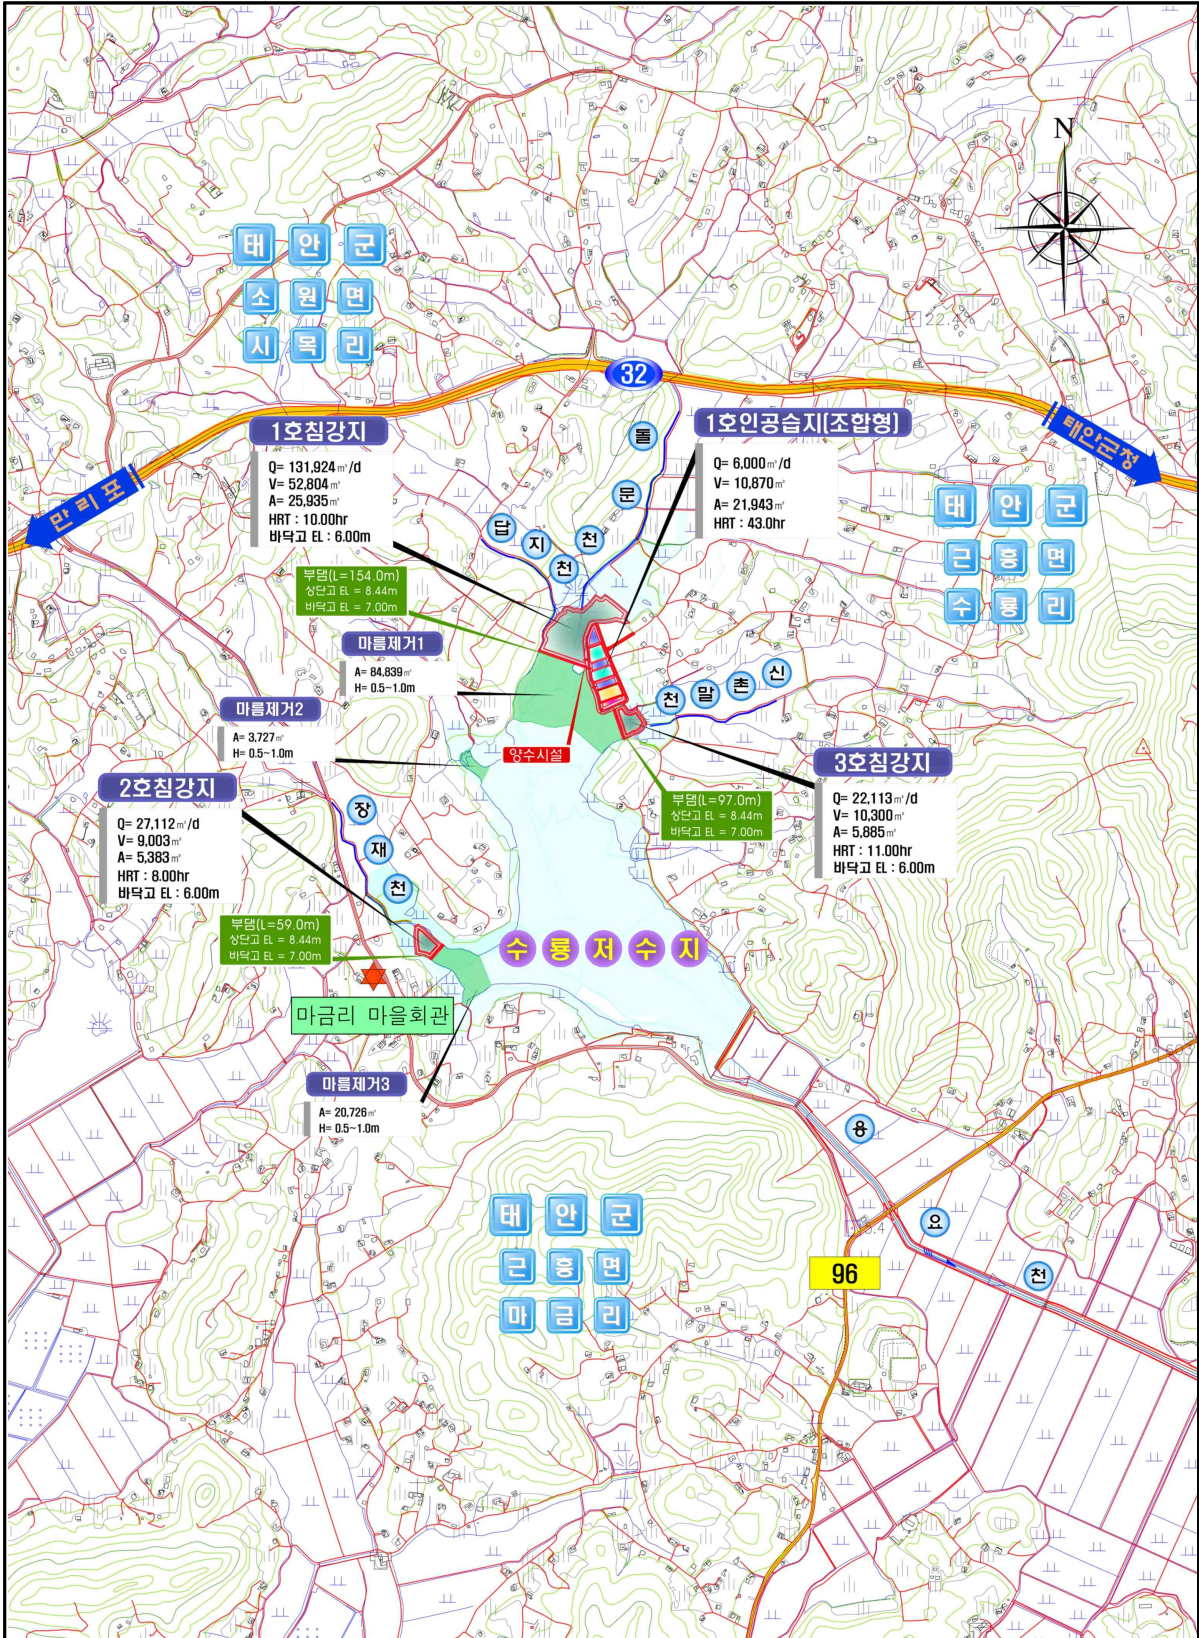 N
태안군
소원면
시목리
32
1호침강지
Q= 131,924㎥/d
V= 52,804㎥
A= 25,935㎡
HRT : 10.00hr
바닥고 EL : 6.00m
1호인공습지(조합형)
Q= 6,000㎥/d
V= 10,870㎥
A= 21,943㎡
HRT : 43.0hr
태안군청
만리포
돌
문
천
답
지
천
태안군
근흥면
수룡리
부댐(L=154.0m)
상단고 EL = 8.44m
바닥고 EL = 7.00m
마름제거1
A= 84,839㎡
H= 0.5~1.0m
천 말 촌 신
마름제거2
A= 3,727㎡
H= 0.5~1.0m
양수시설
3호침강지
Q= 22,113㎥/d
V= 10,300㎥
A= 5,885㎡
HRT : 11.00hr
바닥고 EL : 6.00m
2호침강지
Q= 27,112㎥/d
V= 9,003㎥
A= 5,383㎡
HRT : 8.00hr
바닥고 EL : 6.00m
부댐(L=97.0m)
상단고 EL = 8.44m
바닥고 EL = 7.00m
장
재
천
부댐(L=59.0m)
상단고 EL = 8.44m
바닥고 EL = 7.00m
수룡저수지
마금리 마을회관
마름제거3
A= 20,726㎡
H= 0.5~1.0m
용
요
천
태안군
근흥면
마금리
96